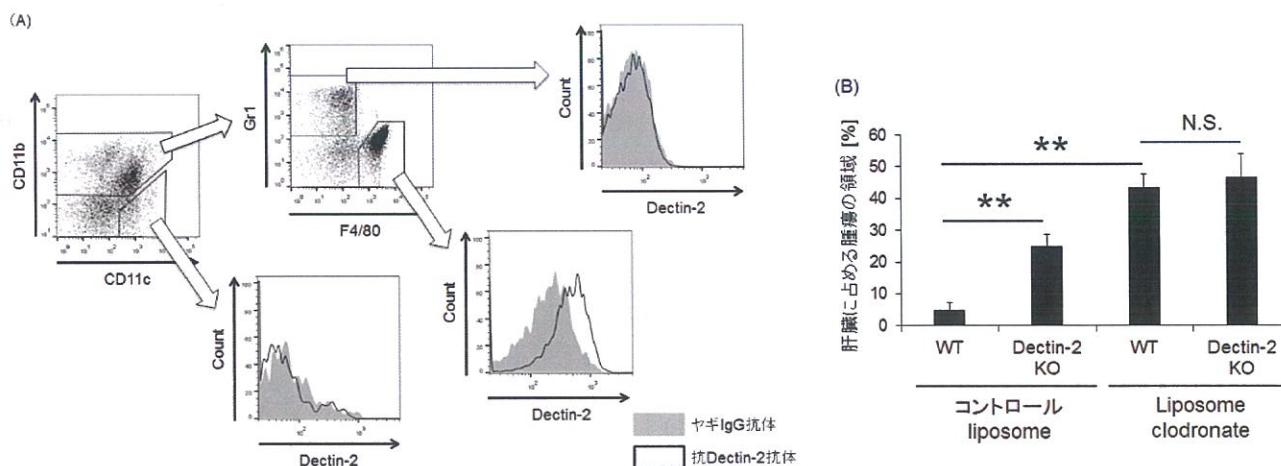 (A)
CD11b
CD11c
Gr1
F4/80
Count
Dectin-2
Count
Dectin-2
Count
Dectin-2
ヤギIgG抗体
抗Dectin-2抗体
(B)
肝臓に占める腫瘍の領域 [%]
60
50
40
30
20
10
0
**
**
N.S.
WT
Dectin-2
KO
WT
Dectin-2
KO
コントロール
liposome
Liposome
clodronate